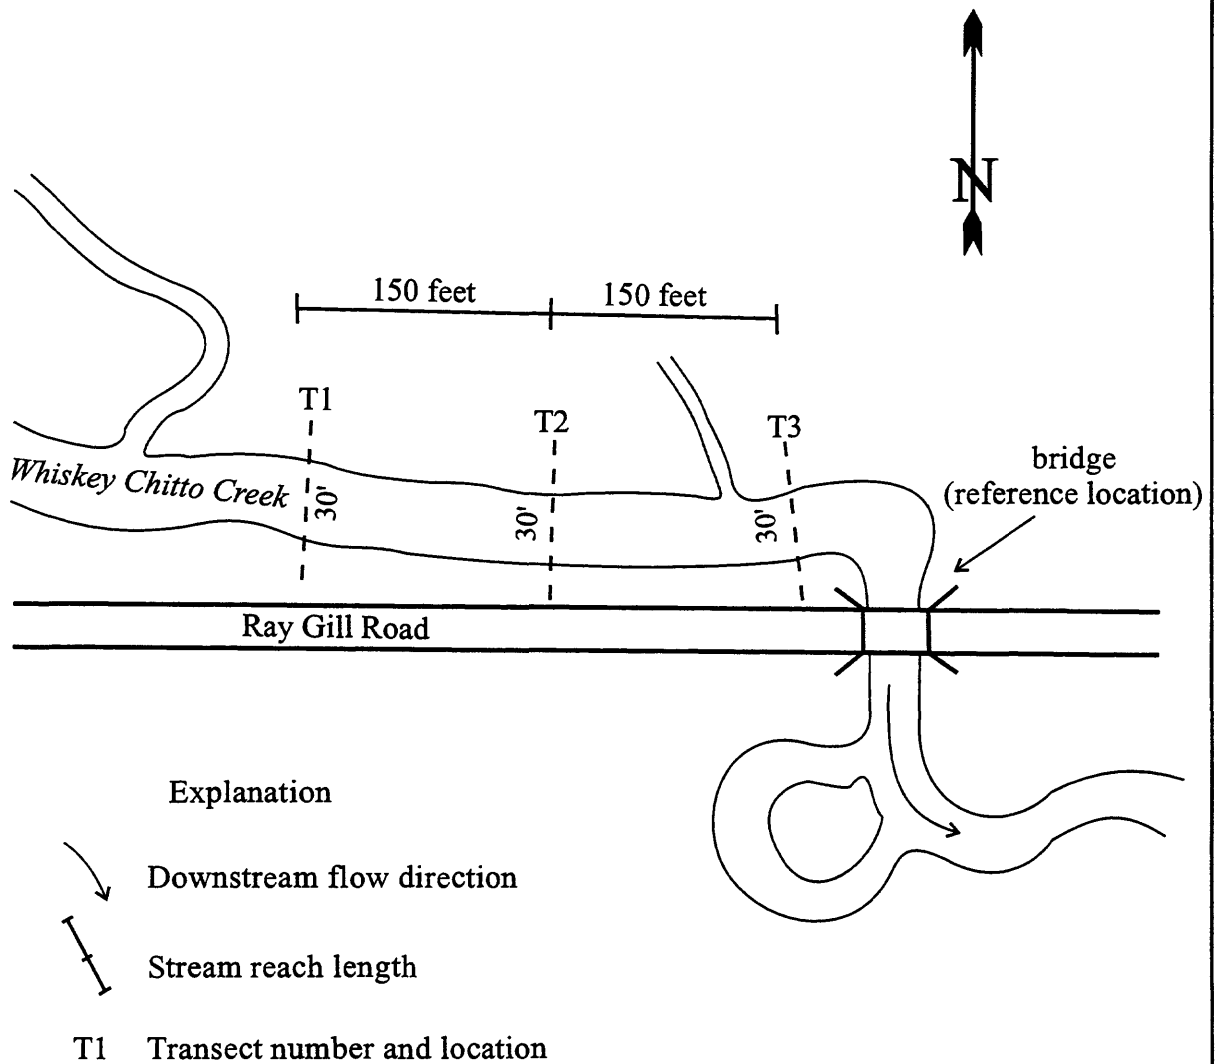 N
150 feet
150 feet
T1
T2
T3
bridge
(reference location)
Whiskey Chitto Creek
30'
30'
30'
Ray Gill Road
Explanation
Downstream flow direction
Stream reach length
T1 Transect number and location